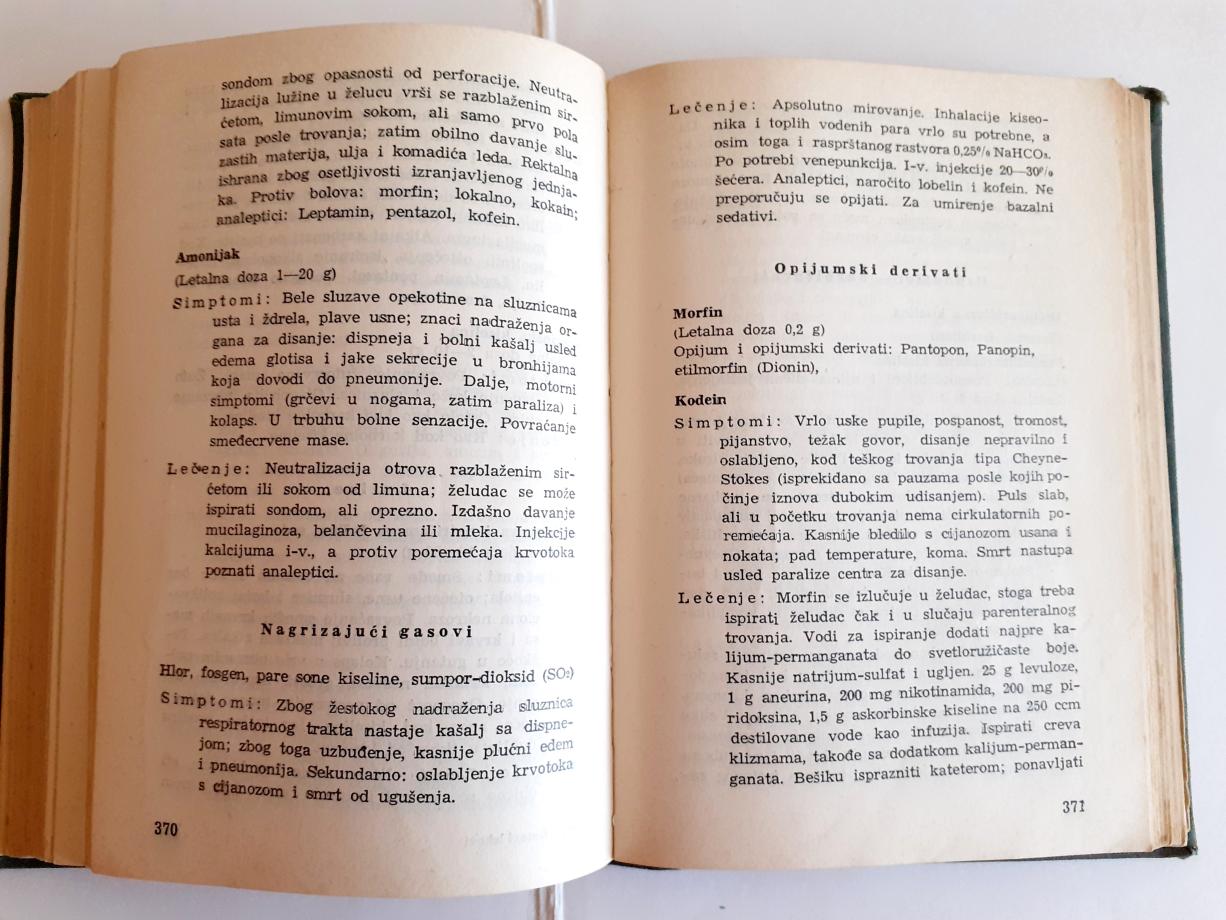 sondom zbog opasnosti od perforacije. Neutra-
lizacija lužine u želucu vrši se razblaženim sir-
ćetom, limunovim sokom, ali samo prvo pola
sata posle trovanja; zatim obilno davanje slu-
zastih materija, ulja i komadića leda. Rektalna
ishrana zbog osetljivosti izranjavljenog jednja-
ka. Protiv bolova: morfin; lokalno, kokain;
analeptici: Leptamin, pentazol, kofein.
Amonijak
(Letalna doza 1—20 g)
Simptomi: Bele sluzave opekotine na sluznicama
usta i ždrela, plave usne; znaci nadraženja or-
gana za disanje: dispneja i bolni kašalj usled
edema glotisa i jake sekrecije u bronhijama
koja dovodi do pneumonije. Dalje, motorni
simptomi (grčevi u nogama, zatim paraliza) i
kolaps. U trbuhu bolne senzacije. Povraćanje
smeđecrvene mase.
Lečenje: Neutralizacija otrova razblaženim sir-
ćetom ili sokom od limuna; želudac se može
ispirati sondom, ali oprezno. Izdašno davanje
mucilaginoza, belančevina ili mleka. Injekcije
kalcijuma i-v., a protiv poremećaja krvotoka
poznati analeptici.
Nagrizajući gasovi
Hlor, fosgen, pare sone kiseline, sumpor-dioksid (SO₂)
Simptomi: Zbog žestokog nadraženja sluznica
respiratornog trakta nastaje kašalj sa dispne-
jom; zbog toga uzbuđenje, kasnije plućni edem
i pneumonija. Sekundarno: oslabljenje krvotoka
s cijanozom i smrt od ugušenja.
370
Lečenje: Apsolutno mirovanje. Inhalacije kiseo-
nika i toplih vodenih para vrlo su potrebne, a
osim toga i raspršanog rastvora 0,25% NaHCO₃.
Po potrebi venepunkcija. I-v. injekcije 20—30%
šećera. Analeptici, naročito lobelin i kofein. Ne
preporučuju se opijati. Za umirenje bazalni
sedativi.
Opijumski derivati
Morfin
(Letalna doza 0,2 g)
Opijum i opijumski derivati: Pantopon, Panopin,
etilmorfin (Dionin),
Kodein
Simptomi: Vrlo uske pupile, pospanost, tromost,
pijanstvo, težak govor, disanje nepravilno i
oslabljeno, kod teškog trovanja tipa Cheyne-
Stokes (isprekidano sa pauzama posle kojih po-
činje iznova dubokim udisanjem). Puls slab,
ali u početku trovanja nema cirkulatornih po-
remećaja. Kasnije bledilo s cijanozom usana i
nokata; pad temperature, koma. Smrt nastupa
usled paralize centra za disanje.
Lečenje: Morfin se izlučuje u želudac, stoga treba
ispirati želudac čak i u slučaju parenteralnog
trovanja. Vodi za ispiranje dodati najpre ka-
lijum-permanganata do svetloružičaste boje.
Kasnije natrijum-sulfat i ugljen. 25 g levuloze,
1 g aneurina, 200 mg nikotinamida, 200 mg pi-
ridoksina, 1,5 g askorbinske kiseline na 250 ccm
destilovane vode kao infuzija. Ispirati creva
klizmama, takođe sa dodatkom kalijum-perman-
ganata. Bešiku isprazniti kateterom; ponavljati
371